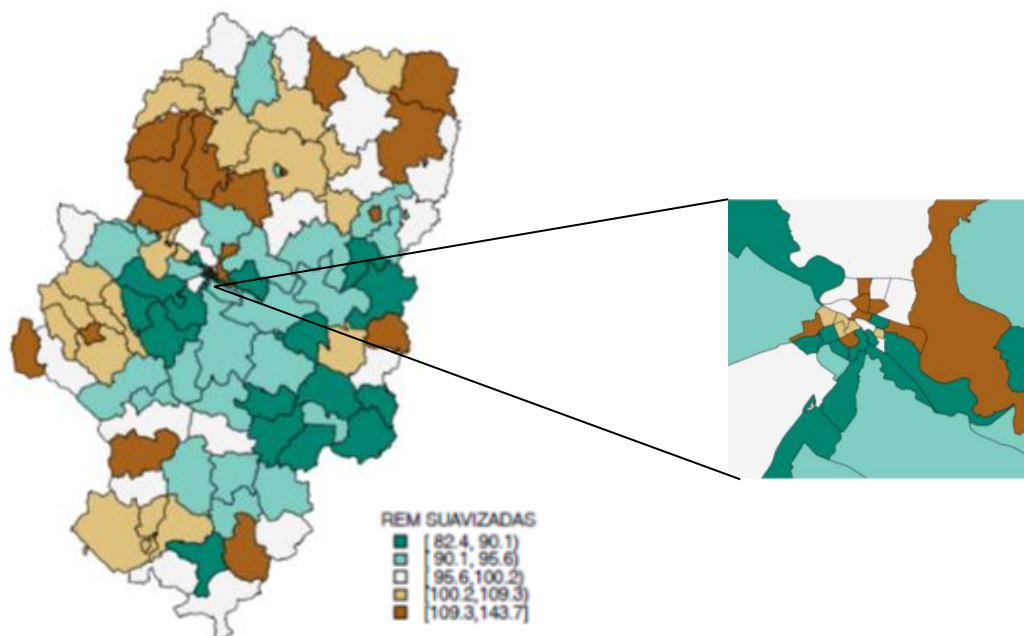 REM SUAVIZADAS
[ 82.4, 90.1)
[ 90.1, 95.6)
[ 95.6,100.2)
[100.2,109.3)
[109.3,143.7]